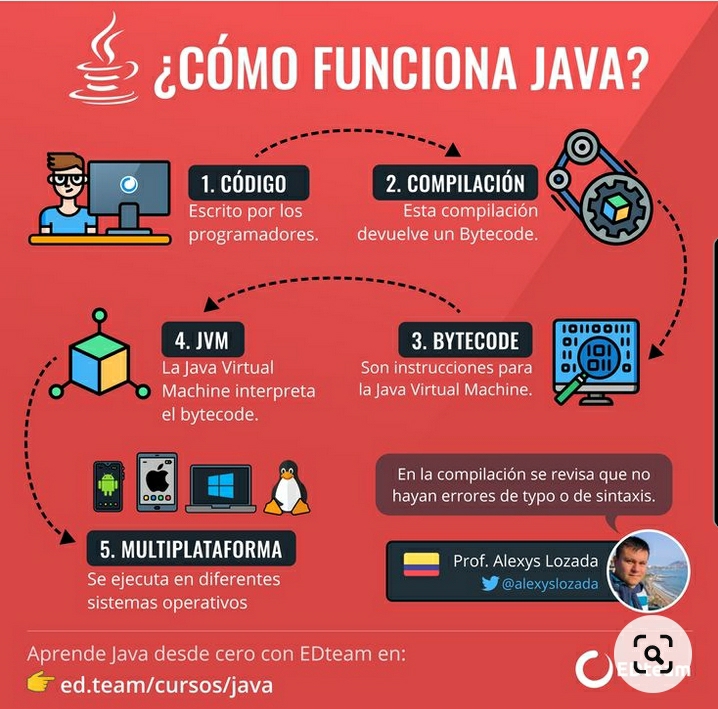 ¿CÓMO FUNCIONA JAVA?
1. CÓDIGO
Escrito por los
programadores.
2. COMPILACIÓN
Esta compilación
devuelve un Bytecode.
3. BYTECODE
Son instrucciones para
la Java Virtual Machine.
4. JVM
La Java Virtual
Machine interpreta
el bytecode.
5. MULTIPLATAFORMA
Se ejecuta en diferentes
sistemas operativos
En la compilación se revisa que no
hayan errores de typo o de sintaxis.
Prof. Alexys Lozada
@alexyslozada
Aprende Java desde cero con EDteam en:
ed.team/cursos/java
EDteam